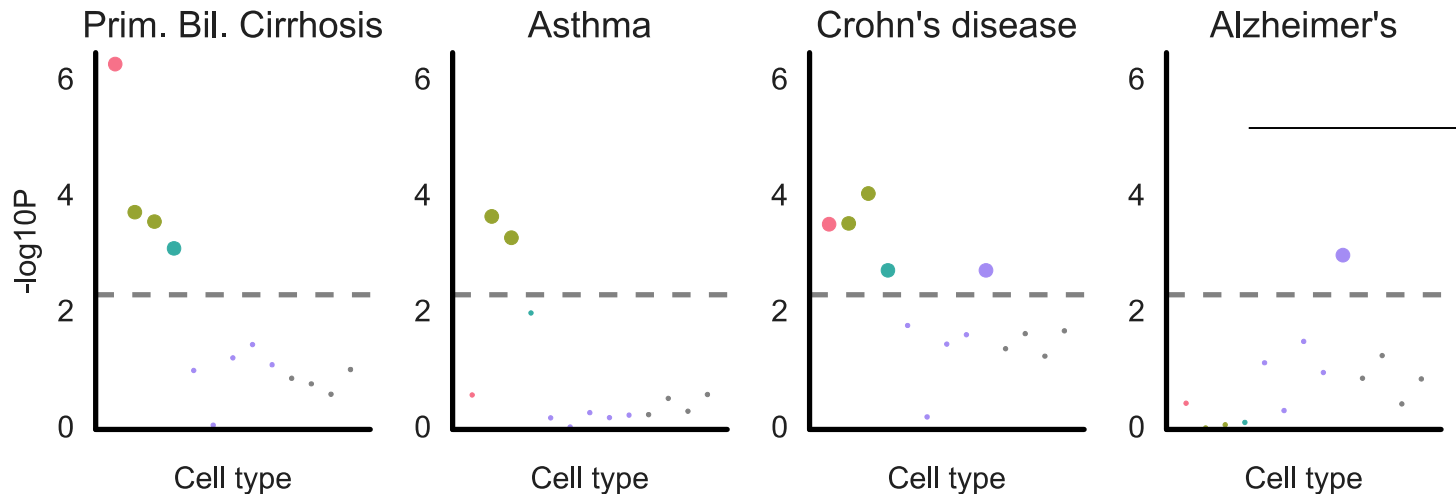 Prim. Bil. Cirrhosis
Asthma
Crohn's disease
Alzheimer's
-log10P
6
4
2
0
6
4
2
0
6
4
2
0
6
4
2
0
Cell type
Cell type
Cell type
Cell type